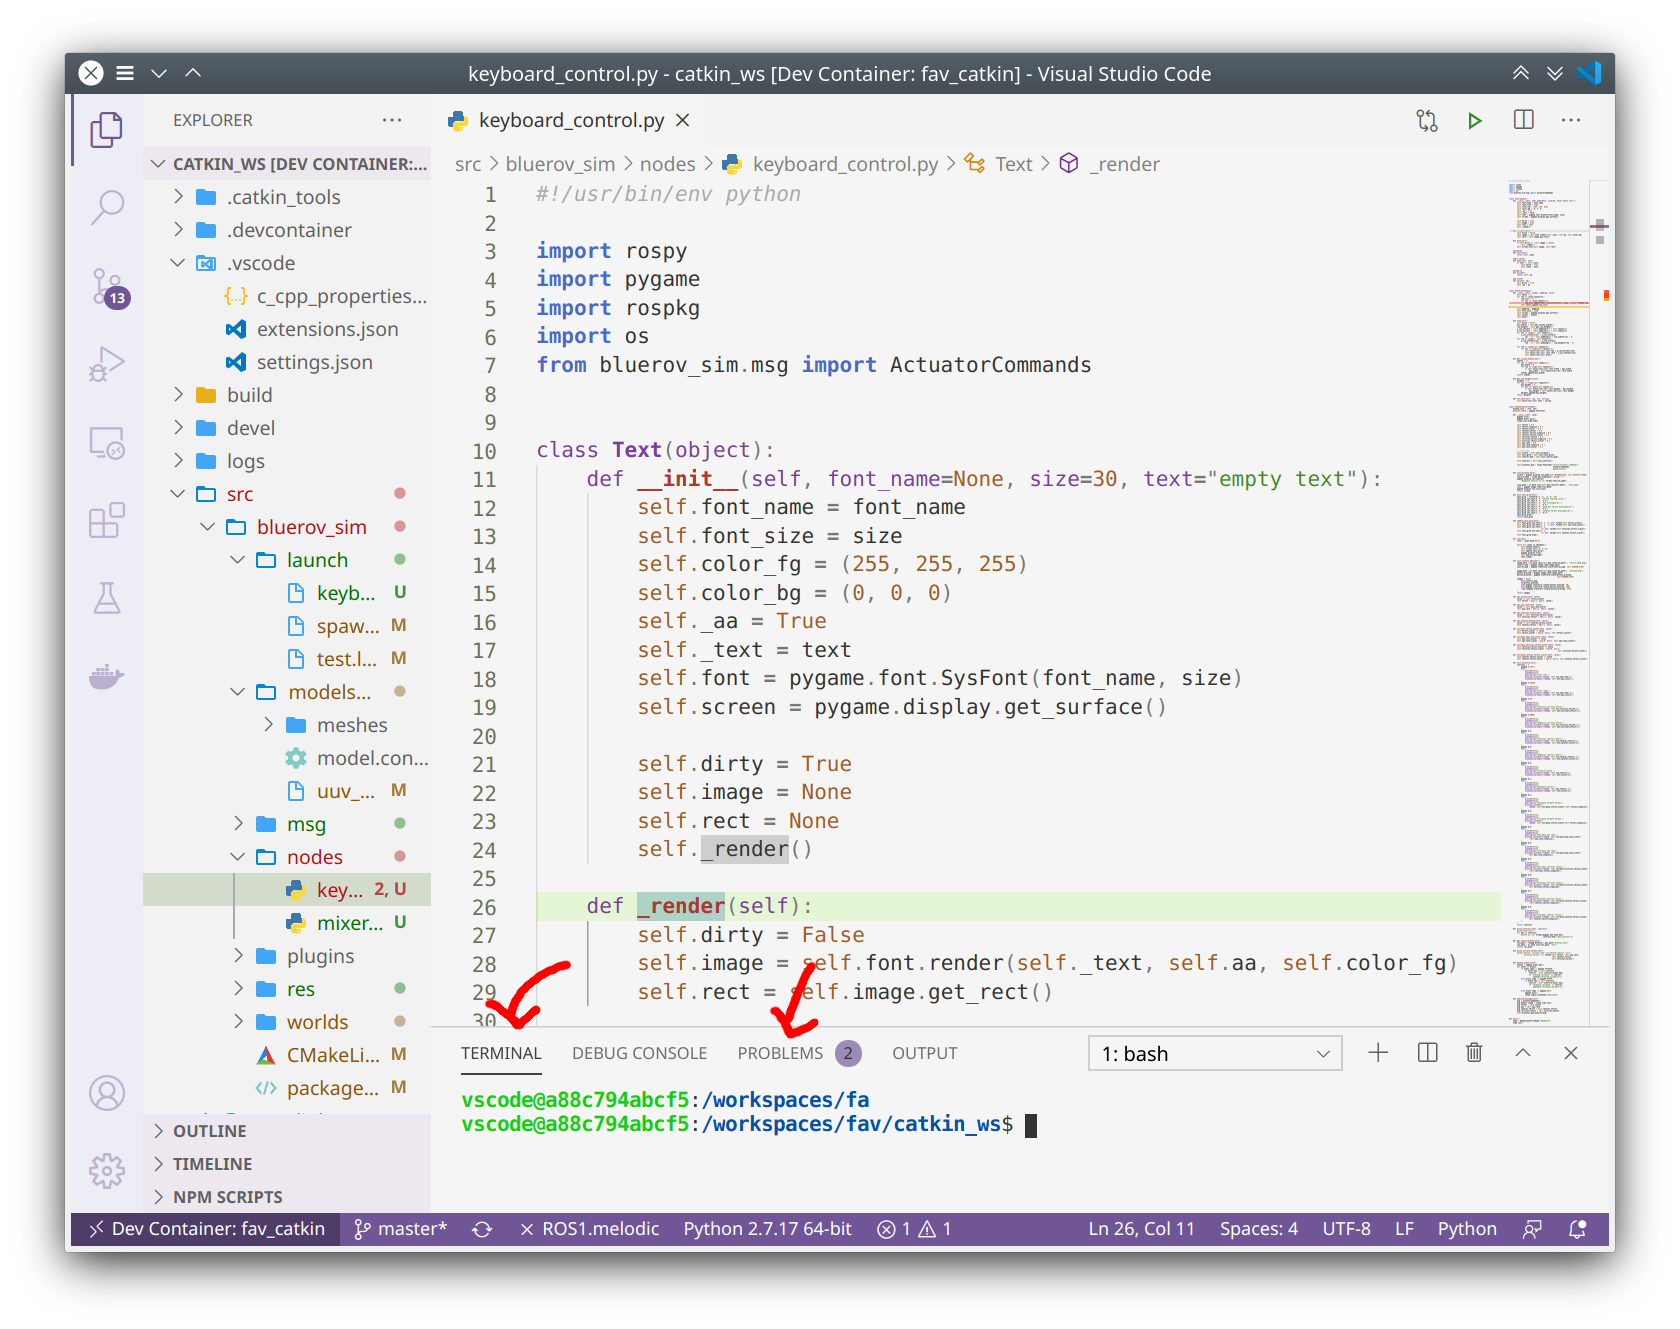 keyboard_control.py - catkin_ws [Dev Container: fav_catkin] - Visual Studio Code
EXPLORER
CATKIN_WS [DEV CONTAINER:...
.catkin_tools
.devcontainer
.vscode
{..} c_cpp_properties...
extensions.json
settings.json
build
devel
logs
src
bluerov_sim
launch
keyb... U
spaw... M
test.l... M
models...
meshes
model.con...
uuv_... M
msg
nodes
key... 2, U
mixer... U
plugins
res
worlds
CMakeLi... M
package... M
OUTLINE
TIMELINE
NPM SCRIPTS
13
keyboard_control.py
src > bluerov_sim > nodes > keyboard_control.py > Text > _render
1 #!/usr/bin/env python
2
3 import rospy
4 import pygame
5 import rospkg
6 import os
7 from bluerov_sim.msg import ActuatorCommands
8
9
10 class Text(object):
11 def __init__(self, font_name=None, size=30, text="empty text"):
12 self.font_name = font_name
13 self.font_size = size
14 self.color_fg = (255, 255, 255)
15 self.color_bg = (0, 0, 0)
16 self._aa = True
17 self._text = text
18 self.font = pygame.font.SysFont(font_name, size)
19 self.screen = pygame.display.get_surface()
20
21 self.dirty = True
22 self.image = None
23 self.rect = None
24 self._render()
25
26 def _render(self):
27 self.dirty = False
28 self.image = self.font.render(self._text, self.aa, self.color_fg)
29 self.rect = self.image.get_rect()
30
TERMINAL DEBUG CONSOLE PROBLEMS 2 OUTPUT 1: bash
vscode@a88c794abcf5:/workspaces/fa
vscode@a88c794abcf5:/workspaces/fav/catkin_ws$
Dev Container: fav_catkin master* ROS1.melodic Python 2.7.17 64-bit 1 1 Ln 26, Col 11 Spaces: 4 UTF-8 LF Python